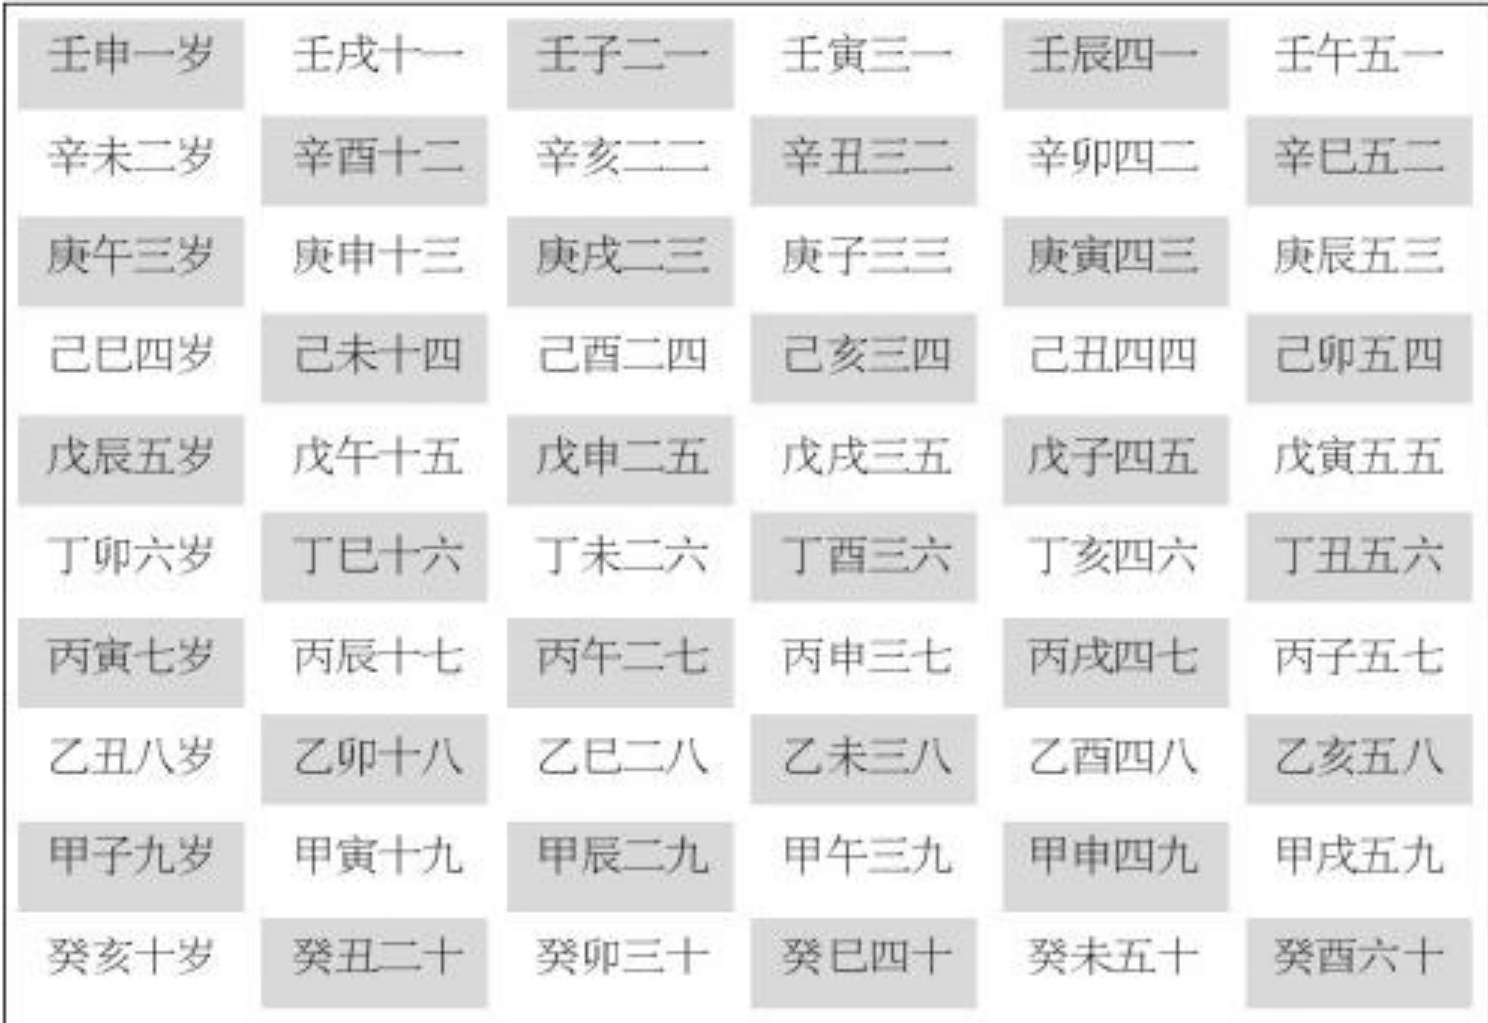 壬申一岁 壬戌十一 壬子二一 壬寅三一 壬辰四一 壬午五一
辛未二岁 辛酉十二 辛亥二二 辛丑三二 辛卯四二 辛巳五二
庚午三岁 庚申十三 庚戌二三 庚子三三 庚寅四三 庚辰五三
己巳四岁 己未十四 己酉二四 己亥三四 己丑四四 己卯五四
戊辰五岁 戊午十五 戊申二五 戊戌三五 戊子四五 戊寅五五
丁卯六岁 丁巳十六 丁未二六 丁酉三六 丁亥四六 丁丑五六
丙寅七岁 丙辰十七 丙午二七 丙申三七 丙戌四七 丙子五七
乙丑八岁 乙卯十八 乙巳二八 乙未三八 乙酉四八 乙亥五八
甲子九岁 甲寅十九 甲辰二九 甲午三九 甲申四九 甲戌五九
癸亥十岁 癸丑二十 癸卯三十 癸巳四十 癸未五十 癸酉六十